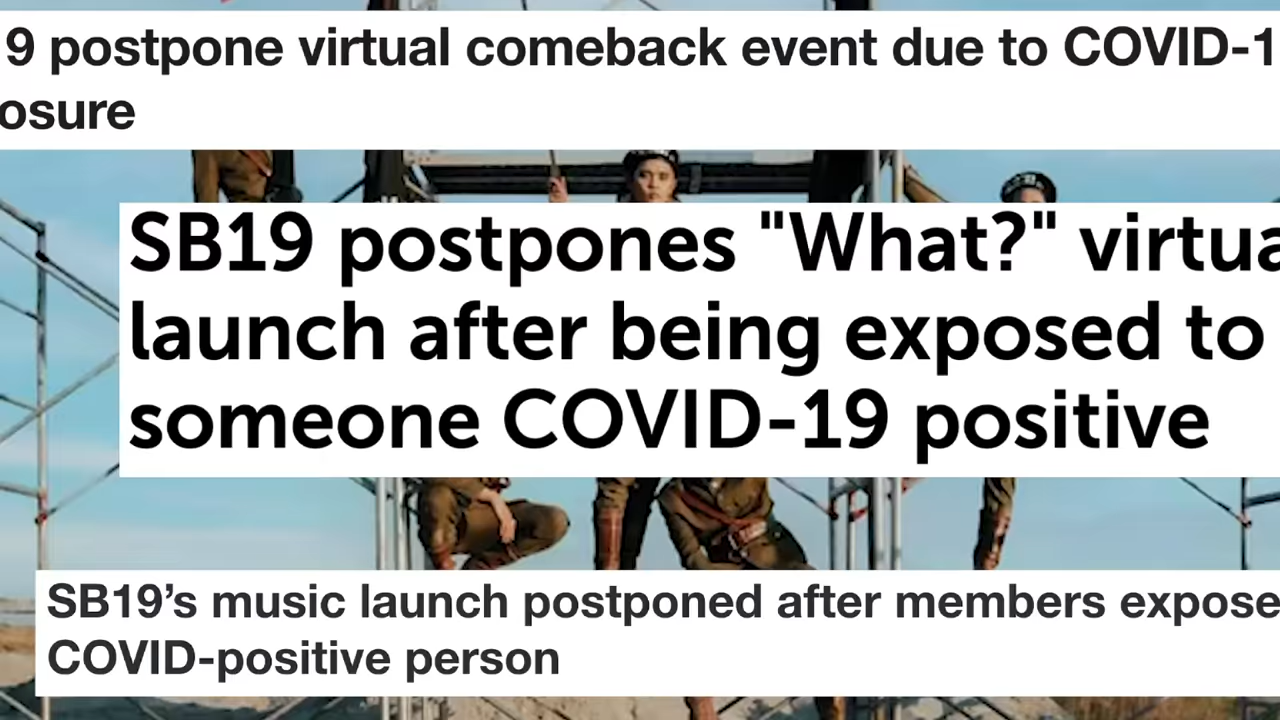 9 postpone virtual comeback event due to COVID-1
osure
SB19 postpones "What?" virtua
launch after being exposed to
someone COVID-19 positive
SB19's music launch postponed after members expose
COVID-positive person